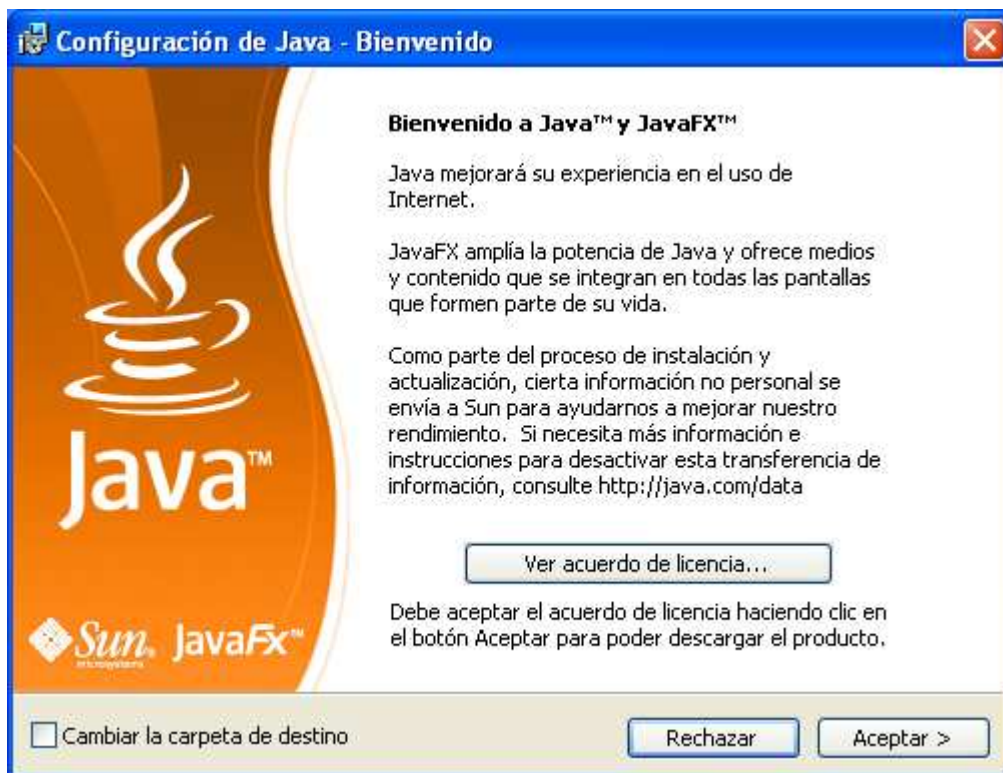 Configuración de Java - Bienvenido
Bienvenido a Java™ y JavaFX™
Java mejorará su experiencia en el uso de
Internet.
JavaFX amplía la potencia de Java y ofrece medios
y contenido que se integran en todas las pantallas
que formen parte de su vida.
Como parte del proceso de instalación y
actualización, cierta información no personal se
envía a Sun para ayudarnos a mejorar nuestro
rendimiento. Si necesita más información e
instrucciones para desactivar esta transferencia de
información, consulte http://java.com/data
Java™
Ver acuerdo de licencia...
Debe aceptar el acuerdo de licencia haciendo clic en
el botón Aceptar para poder descargar el producto.
Sun microsystems JavaFX™
Cambiar la carpeta de destino
Rechazar
Aceptar >